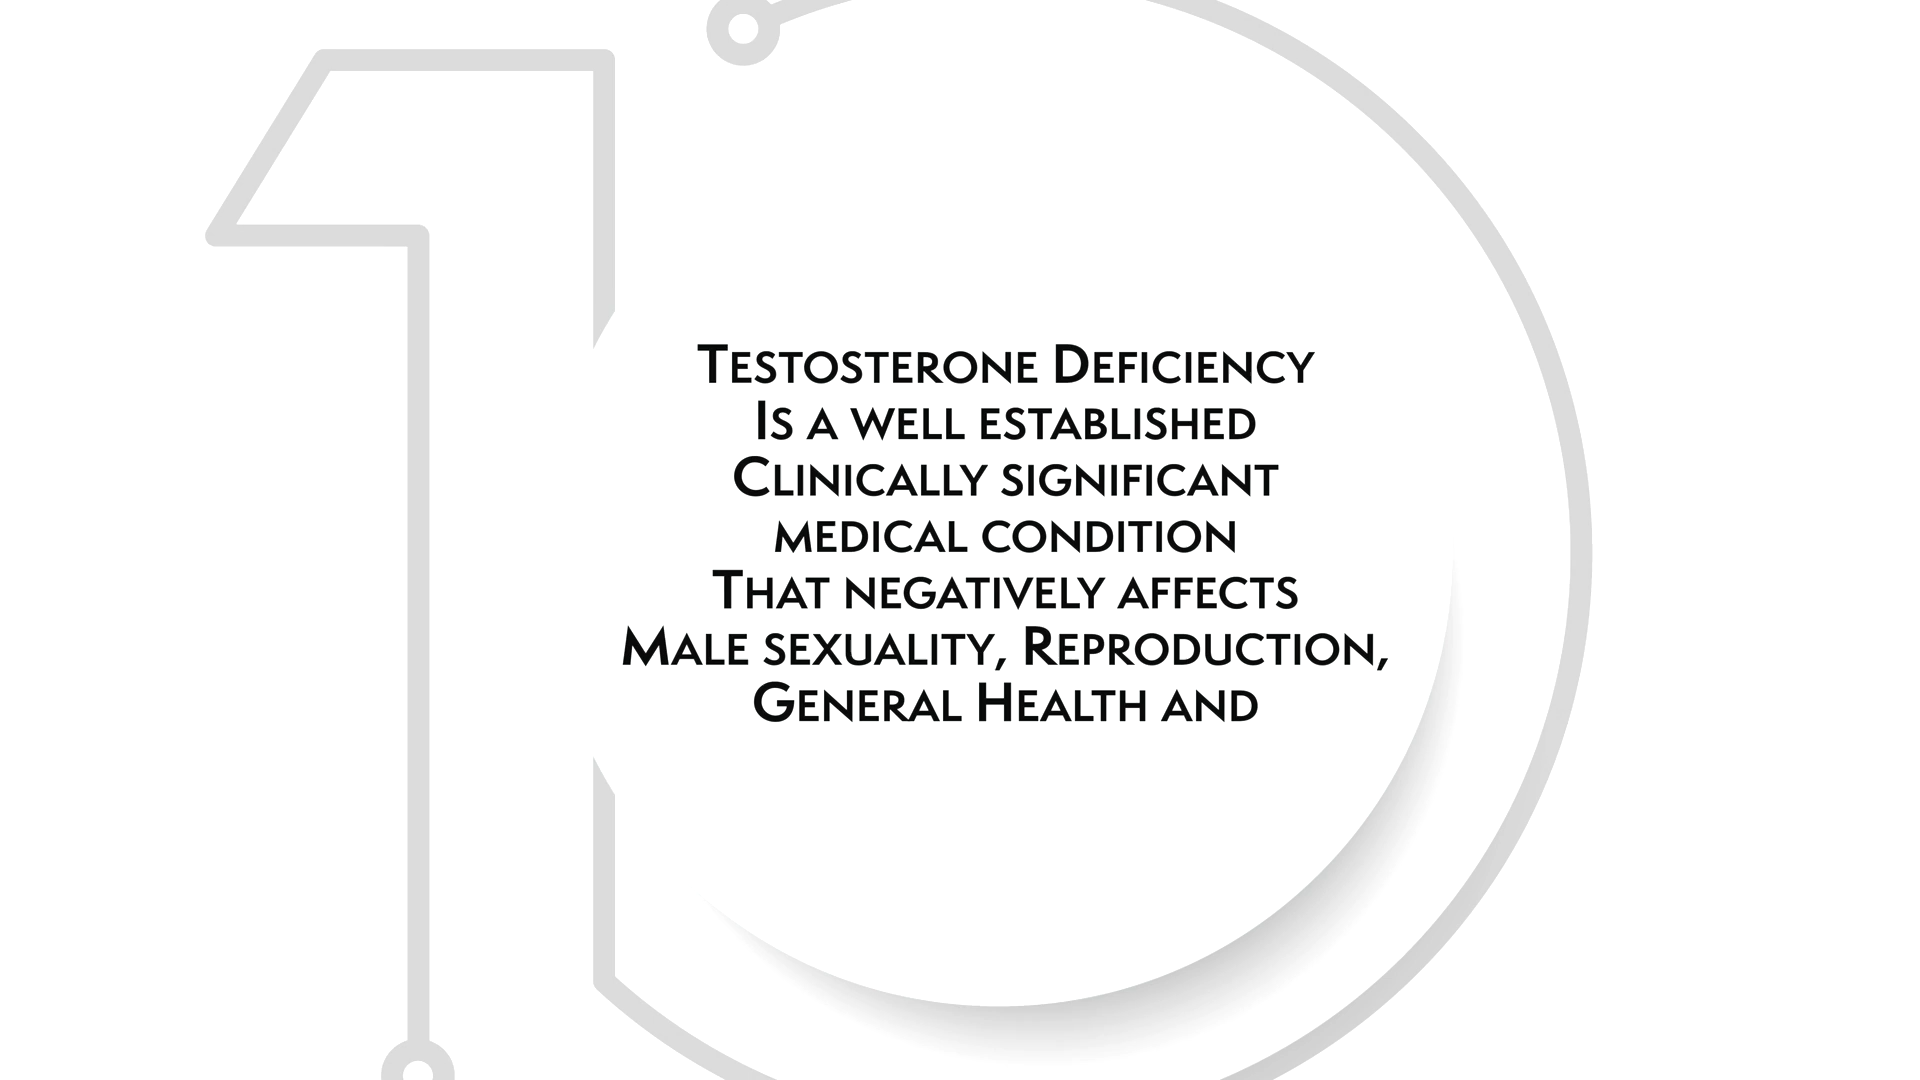 Testosterone Deficiency
Is a well established
Clinically significant
medical condition
That negatively affects
Male sexuality, Reproduction,
General Health and